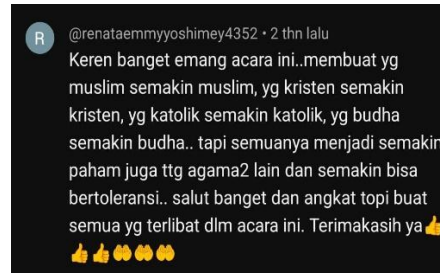 R
@renataemmyyoshimey4352 • 2 thn lalu
Keren banget emang acara ini..membuat yg
muslim semakin muslim, yg kristen semakin
kristen, yg katolik semakin katolik, yg budha
semakin budha.. tapi semuanya menjadi semakin
paham juga ttg agama2 lain dan semakin bisa
bertoleransi.. salut banget dan angkat topi buat
semua yg terlibat dlm acara ini. Terimakasih ya👍
👍👍🤲🤲🤲